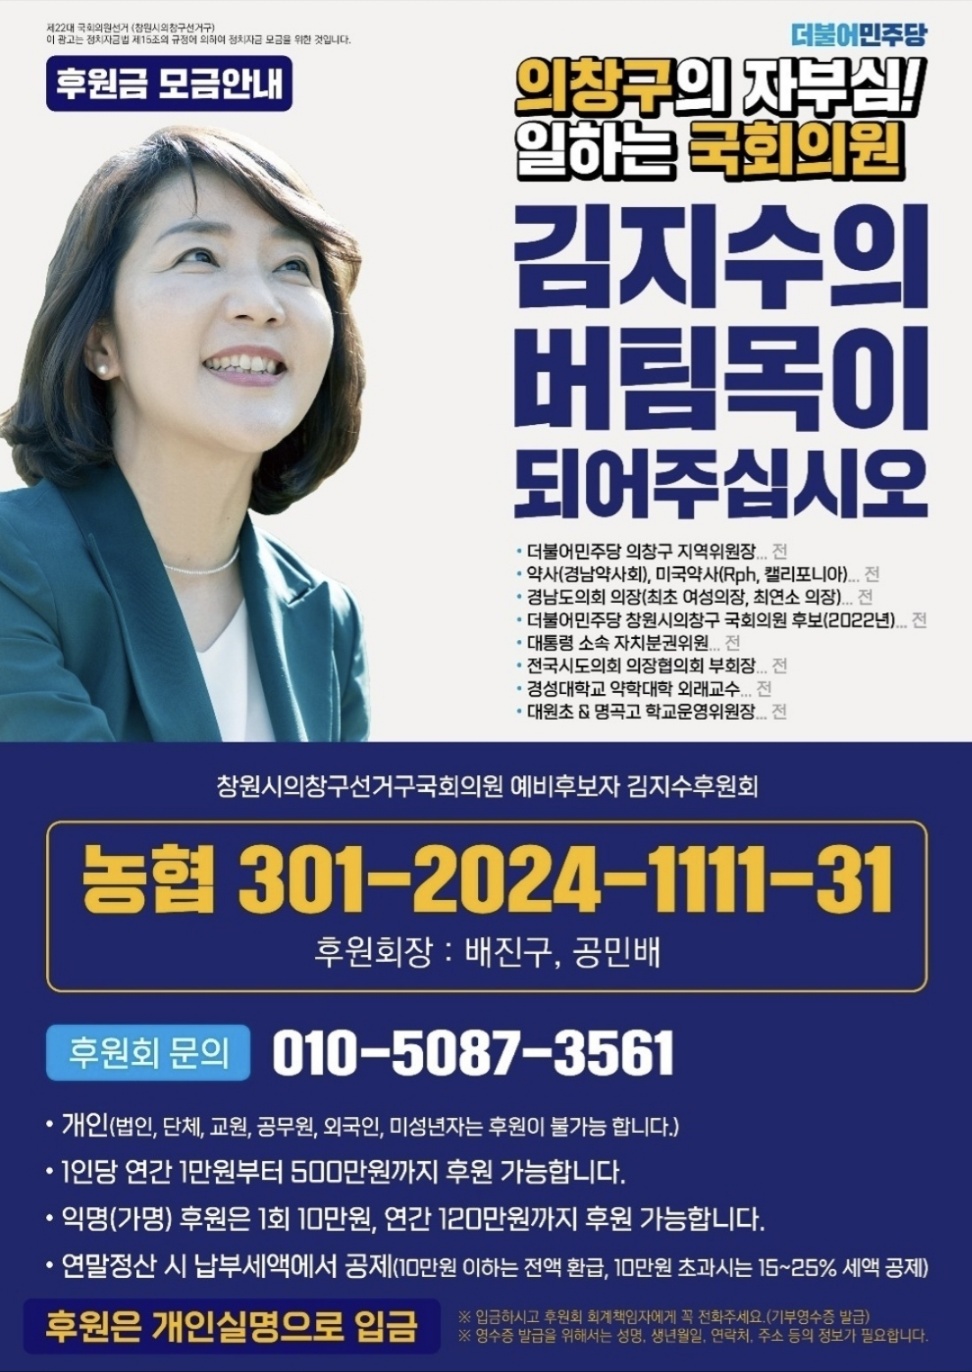 제22대 국회의원선거 (창원시의창구선거구)
이 광고는 정치자금법 제15조의 규정에 의하여 정치자금 모금을 위한 것입니다.
더불어민주당
후원금 모금안내
의창구의 자부심!
일하는 국회의원
김지수의
버팀목이
되어주십시오
• 더불어민주당 의창구 지역위원장... 전
• 약사(경남약사회), 미국약사(Rph, 캘리포니아)... 전
• 경남도의회 의장(최초 여성의장, 최연소 의장)... 전
• 더불어민주당 창원시의창구 국회의원 후보(2022년)... 전
• 대통령 소속 자치분권위원... 전
• 전국시도의회 의장협의회 부회장... 전
• 경성대학교 약학대학 외래교수... 전
• 대원초 & 명곡고 학교운영위원장... 전
창원시의창구선거구국회의원 예비후보자 김지수후원회
농협 301-2024-1111-31
후원회장 : 배진구, 공민배
후원회 문의 010-5087-3561
• 개인(법인, 단체, 교원, 공무원, 외국인, 미성년자는 후원이 불가능 합니다.)
• 1인당 연간 1만원부터 500만원까지 후원 가능합니다.
• 익명(가명) 후원은 1회 10만원, 연간 120만원까지 후원 가능합니다.
• 연말정산 시 납부세액에서 공제(10만원 이하는 전액 환급, 10만원 초과시는 15~25% 세액 공제)
후원은 개인실명으로 입금
※ 입금하시고 후원회 회계책임자에게 꼭 전화주세요.(기부영수증 발급)
※ 영수증 발급을 위해서는 성명, 생년월일, 연락처, 주소 등의 정보가 필요합니다.